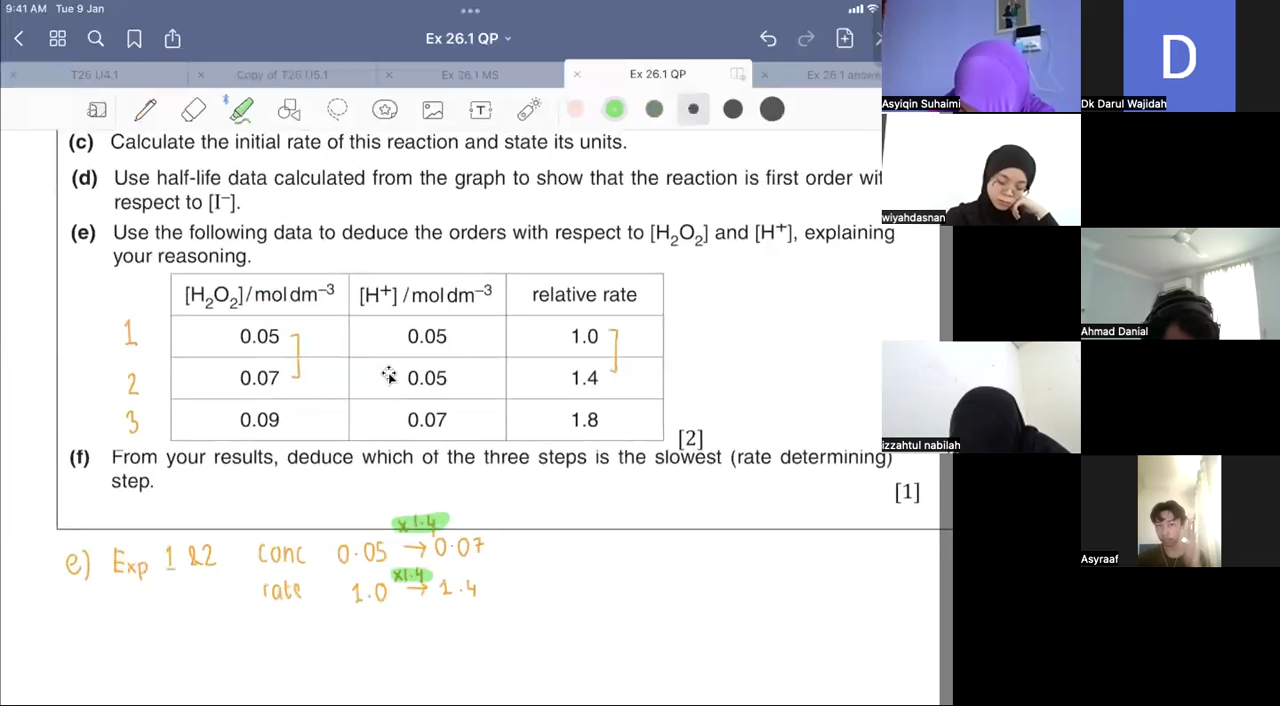 9:41 AM Tue 9 Jan
Ex 26.1 QP
T26 U4.1
Copy of T26 U5.1
Ex 26.1 MS
Ex 26.1 QP
Ex 26.1 answe
(c) Calculate the initial rate of this reaction and state its units.
(d) Use half-life data calculated from the graph to show that the reaction is first order wit
respect to [I⁻].
(e) Use the following data to deduce the orders with respect to [H₂O₂] and [H⁺], explaining
your reasoning.
[H₂O₂]/moldm⁻³ [H⁺]/moldm⁻³ relative rate
1 0.05 0.05 1.0
2 0.07 0.05 1.4
3 0.09 0.07 1.8
[2]
(f) From your results, deduce which of the three steps is the slowest (rate determining)
step.
[1]
x1.4
e) Exp 1 &2 conc 0.05 → 0.07
x1.4
rate 1.0 → 1.4
Asyiqin Suhaimi
D
Dk Darul Wajidah
wiyahdasnan
Ahmad Danial
izzahtul nabilah
Asyraaf